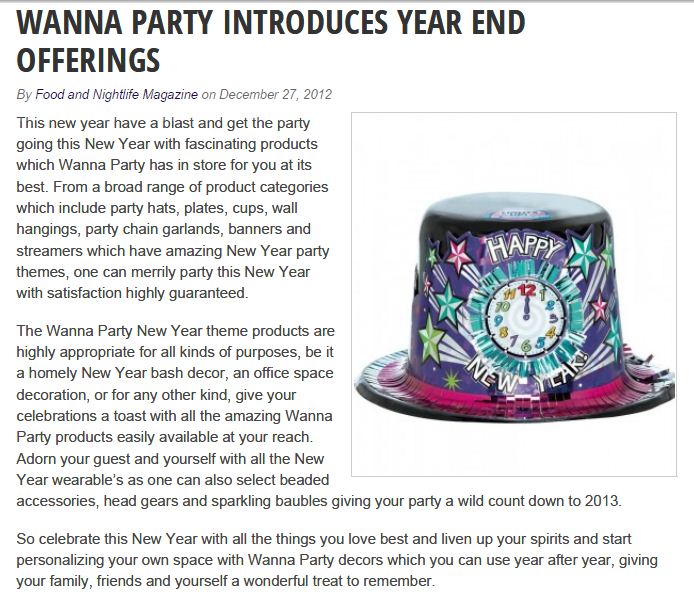 WANNA PARTY INTRODUCES YEAR END
OFFERINGS
By Food and Nightlife Magazine on December 27, 2012
This new year have a blast and get the party
going this New Year with fascinating products
which Wanna Party has in store for you at its
best. From a broad range of product categories
which include party hats, plates, cups, wall
hangings, party chain garlands, banners and
streamers which have amazing New Year party
themes, one can merrily party this New Year
with satisfaction highly guaranteed.
HAPPY
11 12 1
10 2
9 3
8 4
7 6 5
NEW YEAR!
The Wanna Party New Year theme products are
highly appropriate for all kinds of purposes, be it
a homely New Year bash decor, an office space
decoration, or for any other kind, give your
celebrations a toast with all the amazing Wanna
Party products easily available at your reach.
Adorn your guest and yourself with all the New
Year wearable's as one can also select beaded
accessories, head gears and sparkling baubles giving your party a wild count down to 2013.
So celebrate this New Year with all the things you love best and liven up your spirits and start
personalizing your own space with Wanna Party decors which you can use year after year, giving
your family, friends and yourself a wonderful treat to remember.